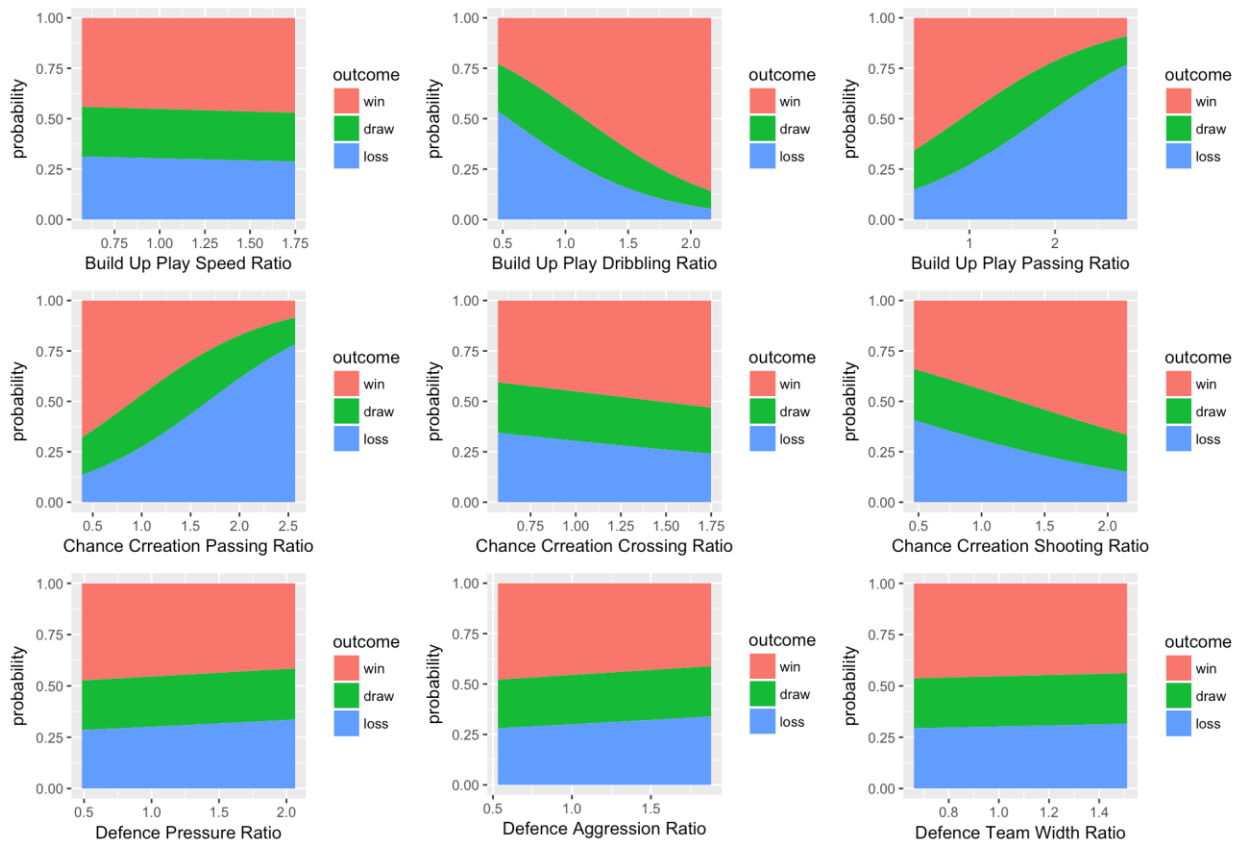 1.00
0.75
0.50
0.25
0.00
probability
0.75 1.00 1.25 1.50 1.75
Build Up Play Speed Ratio
outcome
win
draw
loss
1.00
0.75
0.50
0.25
0.00
probability
0.5 1.0 1.5 2.0
Build Up Play Dribbling Ratio
outcome
win
draw
loss
1.00
0.75
0.50
0.25
0.00
probability
1 2
Build Up Play Passing Ratio
outcome
win
draw
loss
1.00
0.75
0.50
0.25
0.00
probability
0.5 1.0 1.5 2.0 2.5
Chance Crreation Passing Ratio
outcome
win
draw
loss
1.00
0.75
0.50
0.25
0.00
probability
0.75 1.00 1.25 1.50 1.75
Chance Crreation Crossing Ratio
outcome
win
draw
loss
1.00
0.75
0.50
0.25
0.00
probability
0.5 1.0 1.5 2.0
Chance Crreation Shooting Ratio
outcome
win
draw
loss
1.00
0.75
0.50
0.25
0.00
probability
0.5 1.0 1.5 2.0
Defence Pressure Ratio
outcome
win
draw
loss
1.00
0.75
0.50
0.25
0.00
probability
0.5 1.0 1.5
Defence Aggression Ratio
outcome
win
draw
loss
1.00
0.75
0.50
0.25
0.00
probability
0.8 1.0 1.2 1.4
Defence Team Width Ratio
outcome
win
draw
loss